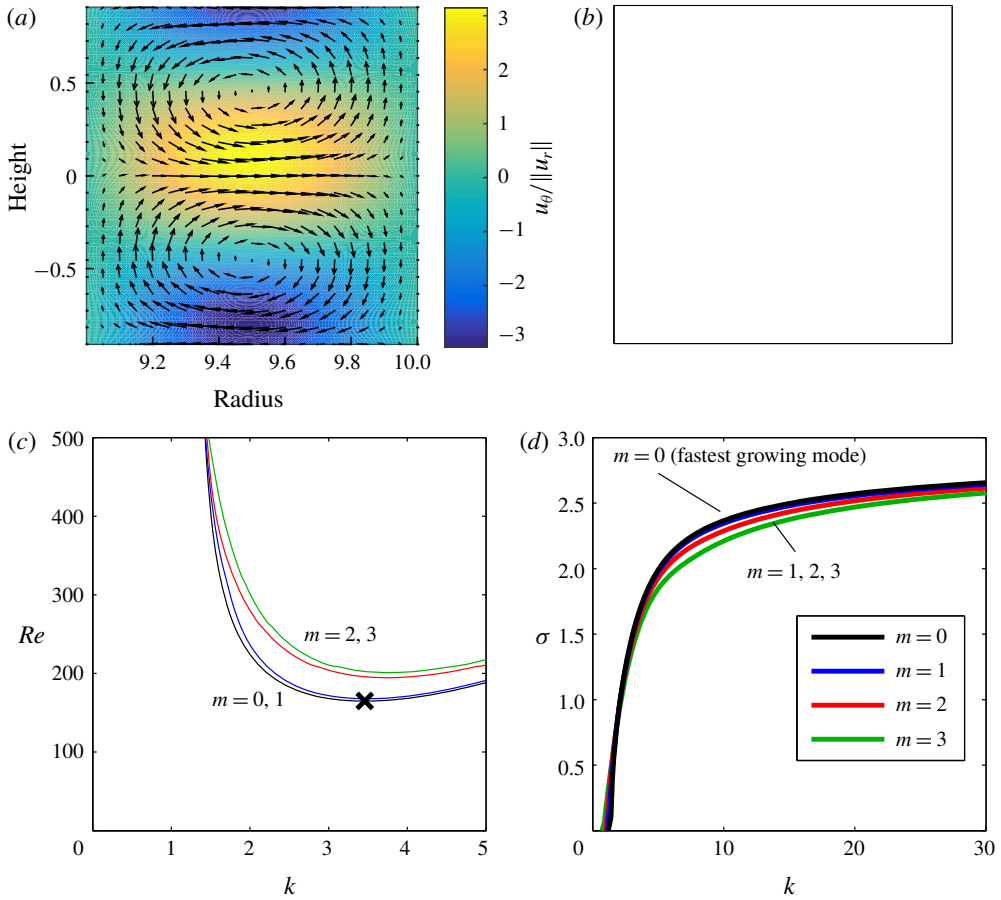 (a)
Height
0.5
0
−0.5
9.2
9.4
9.6
9.8
10.0
Radius
3
2
1
0
−1
−2
−3
u_θ/‖u_r‖
(b)
(c)
Re
500
400
300
200
100
0
1
2
3
4
5
k
m = 2, 3
m = 0, 1
(d)
σ
3.0
2.5
2.0
1.5
1.0
0.5
0
10
20
30
k
m = 0 (fastest growing mode)
m = 1, 2, 3
m = 0
m = 1
m = 2
m = 3